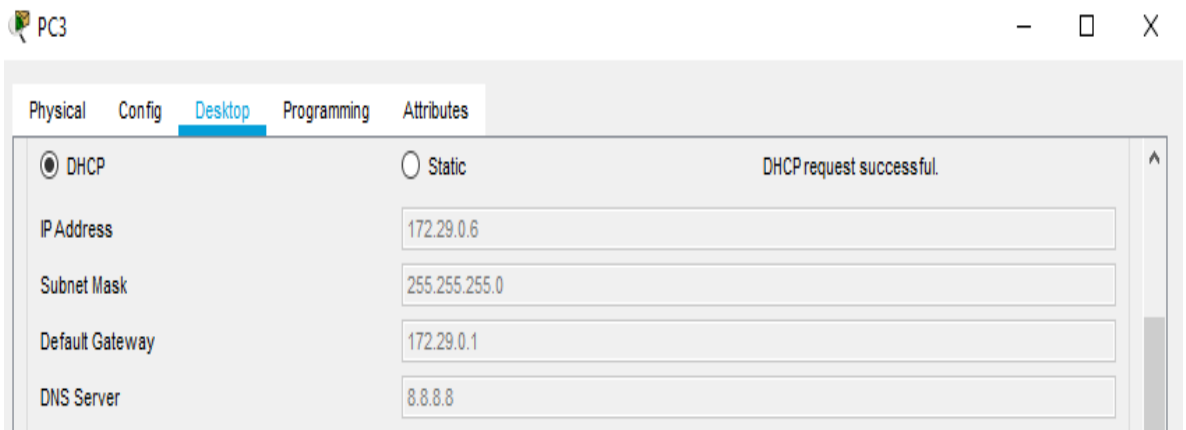 PC3
Physical Config Desktop Programming Attributes
DHCP Static DHCP request successful.
IP Address 172.29.0.6
Subnet Mask 255.255.255.0
Default Gateway 172.29.0.1
DNS Server 8.8.8.8